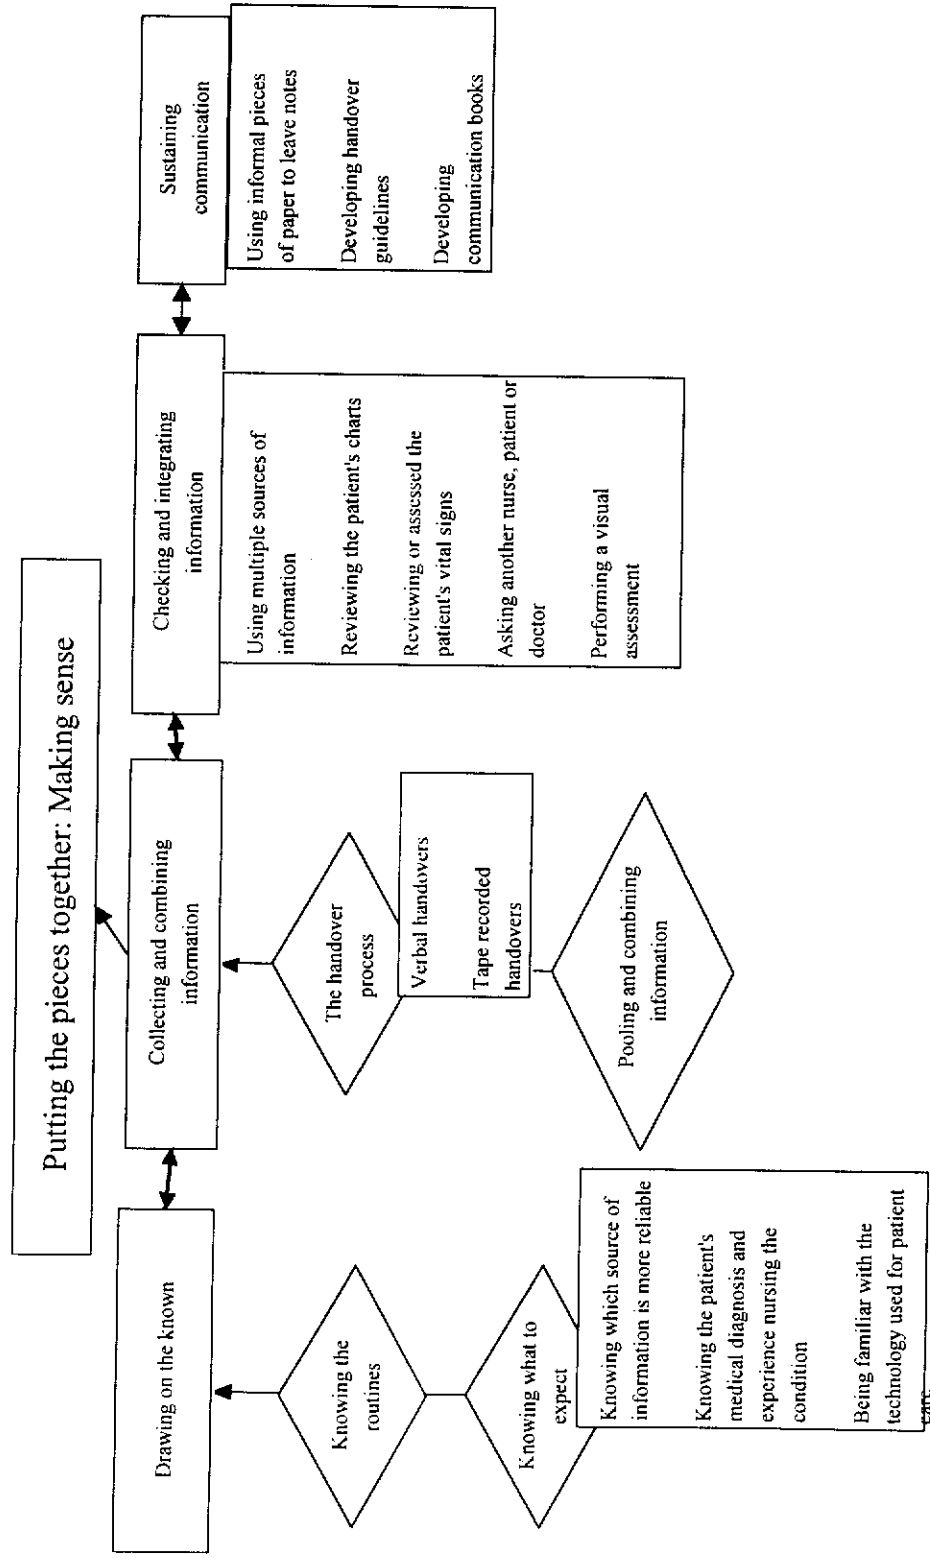 Putting the pieces together: Making sense
Drawing on the known
Knowing the
routines
Knowing what to
expect
Knowing which source of
information is more reliable
Knowing the patient's
medical diagnosis and
experience nursing the
condition
Being familiar with the
technology used for patient
care
Collecting and combining
information
The handover
process
Verbal handovers
Tape recorded
handovers
Pooling and combining
information
Checking and integrating
information
Using multiple sources of
information
Reviewing the patient's charts
Reviewing or assessed the
patient's vital signs
Asking another nurse, patient or
doctor
Performing a visual
assessment
Sustaining
communication
Using informal pieces
of paper to leave notes
Developing handover
guidelines
Developing
communication books